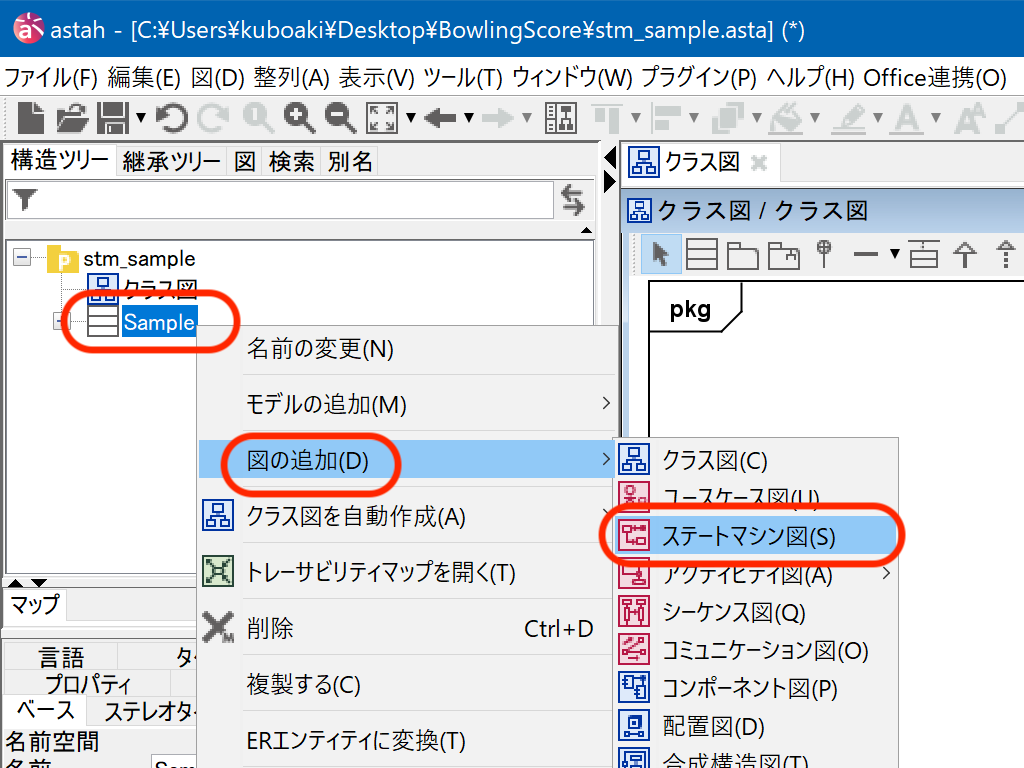 astah - [C:¥Users¥kuboaki¥Desktop¥BowlingScore¥stm_sample.asta] (*)
ファイル(F) 編集(E) 図(D) 整列(A) 表示(V) ツール(T) ウィンドウ(W) プラグイン(P) ヘルプ(H) Office連携(O)
構造ツリー 継承ツリー 図 検索 別名
クラス図
クラス図 / クラス図
stm_sample
クラス図
Sample
pkg
名前の変更(N)
モデルの追加(M)
図の追加(D)
クラス図を自動作成(A)
トレーサビリティマップを開く(T)
削除 Ctrl+D
複製する(C)
ERエンティティに変換(T)
クラス図(C)
ユースケース図(U)
ステートマシン図(S)
アクティビティ図(A)
シーケンス図(Q)
コミュニケーション図(O)
コンポーネント図(P)
配置図(D)
合成構造図(T)
マップ
言語
プロパティ
ベース ステレオタ
名前空間
名前